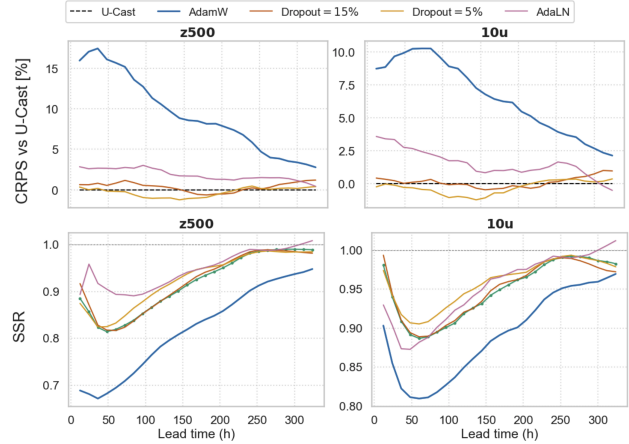 U-Cast AdamW Dropout = 15% Dropout = 5% AdaLN
z500 10u
CRPS vs U-Cast [%]
15
10
5
0
10.0
7.5
5.0
2.5
0.0
z500 10u
SSR
1.0
0.9
0.8
0.7
1.00
0.95
0.90
0.85
0.80
0 50 100 150 200 250 300 0 50 100 150 200 250 300
Lead time (h) Lead time (h)